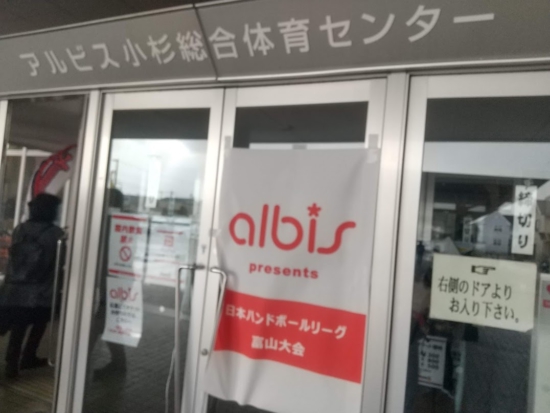 アルビス小杉総合体育センター
albis
presents
日本ハンドボールリーグ
富山大会
albis
締切り
右側のドアより
お入り下さい。